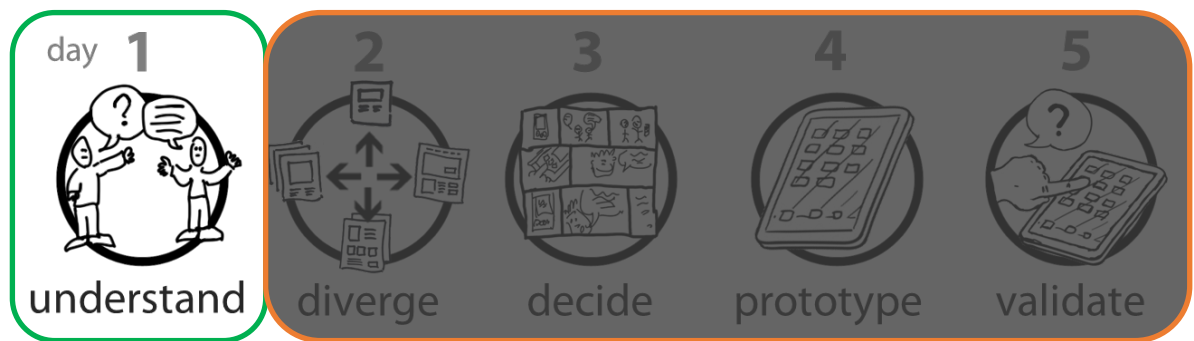 day 1 2 3 4 5
?
?
understand diverge decide prototype validate